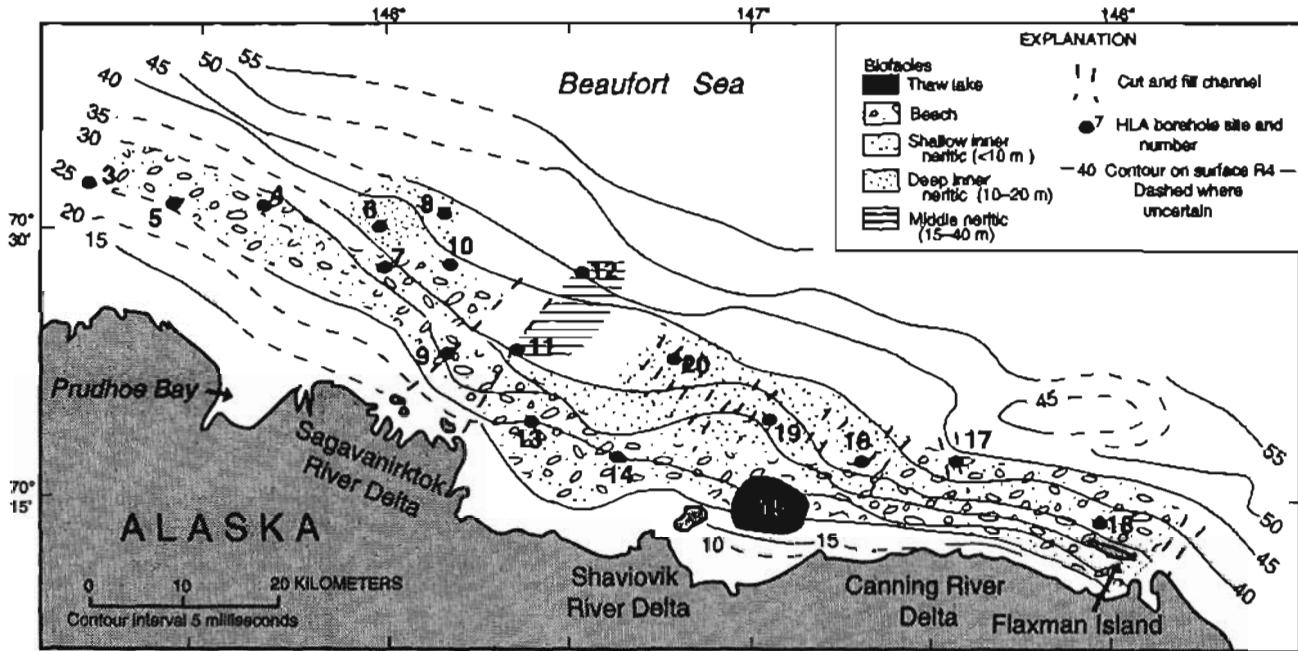 146°
147°
148°
40
45
50
55
35
30
25
20
15
Beaufort Sea
EXPLANATION
Biofacies
Thaw lake
Beech
Shallow inner
neritic (<10 m)
Deep inner
neritic (10–20 m)
Middle neritic
(15–40 m)
Cut and fill channel
7 HLA borehole site and
number
40 Contour on surface R4
Dashed where
uncertain
70°
30'
3
5
4
6
8
7
10
12
9
11
20
13
14
19
17
18
45
55
50
45
40
70°
15'
Prudhoe Bay
Sagavanirktok
River Delta
ALASKA
0 10 20 KILOMETERS
Contour interval 5 milliseconds
10
15
Shaviovik
River Delta
Canning River
Delta
Flaxman Island